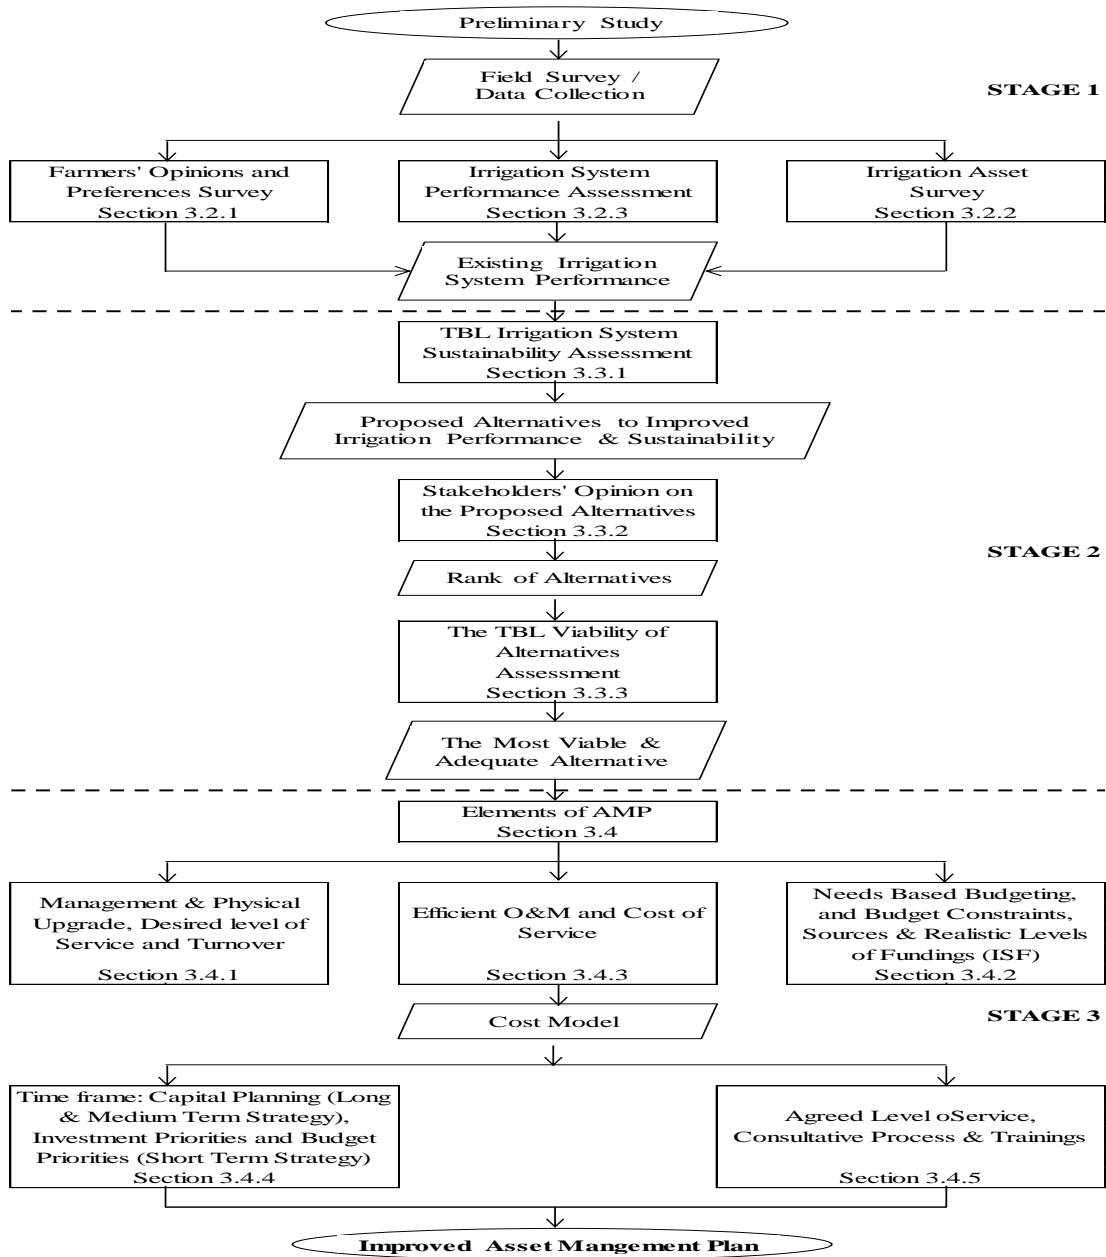 Preliminary Study
Field Survey /
Data Collection
STAGE 1
Farmers' Opinions and
Preferences Survey
Section 3.2.1
Irrigation System
Performance Assessment
Section 3.2.3
Irrigation Asset
Survey
Section 3.2.2
Existing Irrigation
System Performance
TBL Irrigation System
Sustainability Assessment
Section 3.3.1
Proposed Alternatives to Improved
Irrigation Performance & Sustainability
Stakeholders' Opinion on
the Proposed Alternatives
Section 3.3.2
STAGE 2
Rank of Alternatives
The TBL Viability of
Alternatives
Assessment
Section 3.3.3
The Most Viable &
Adequate Alternative
Elements of AMP
Section 3.4
Management & Physical
Upgrade, Desired level of
Service and Turnover
Section 3.4.1
Efficient O&M and Cost of
Service
Section 3.4.3
Needs Based Budgeting,
and Budget Constraints,
Sources & Realistic Levels
of Fundings (ISF)
Section 3.4.2
Cost Model
STAGE 3
Time frame: Capital Planning (Long
& Medium Term Strategy),
Investment Priorities and Budget
Priorities (Short Term Strategy)
Section 3.4.4
Agreed Level oService,
Consultative Process & Trainings
Section 3.4.5
Improved Asset Mangement Plan